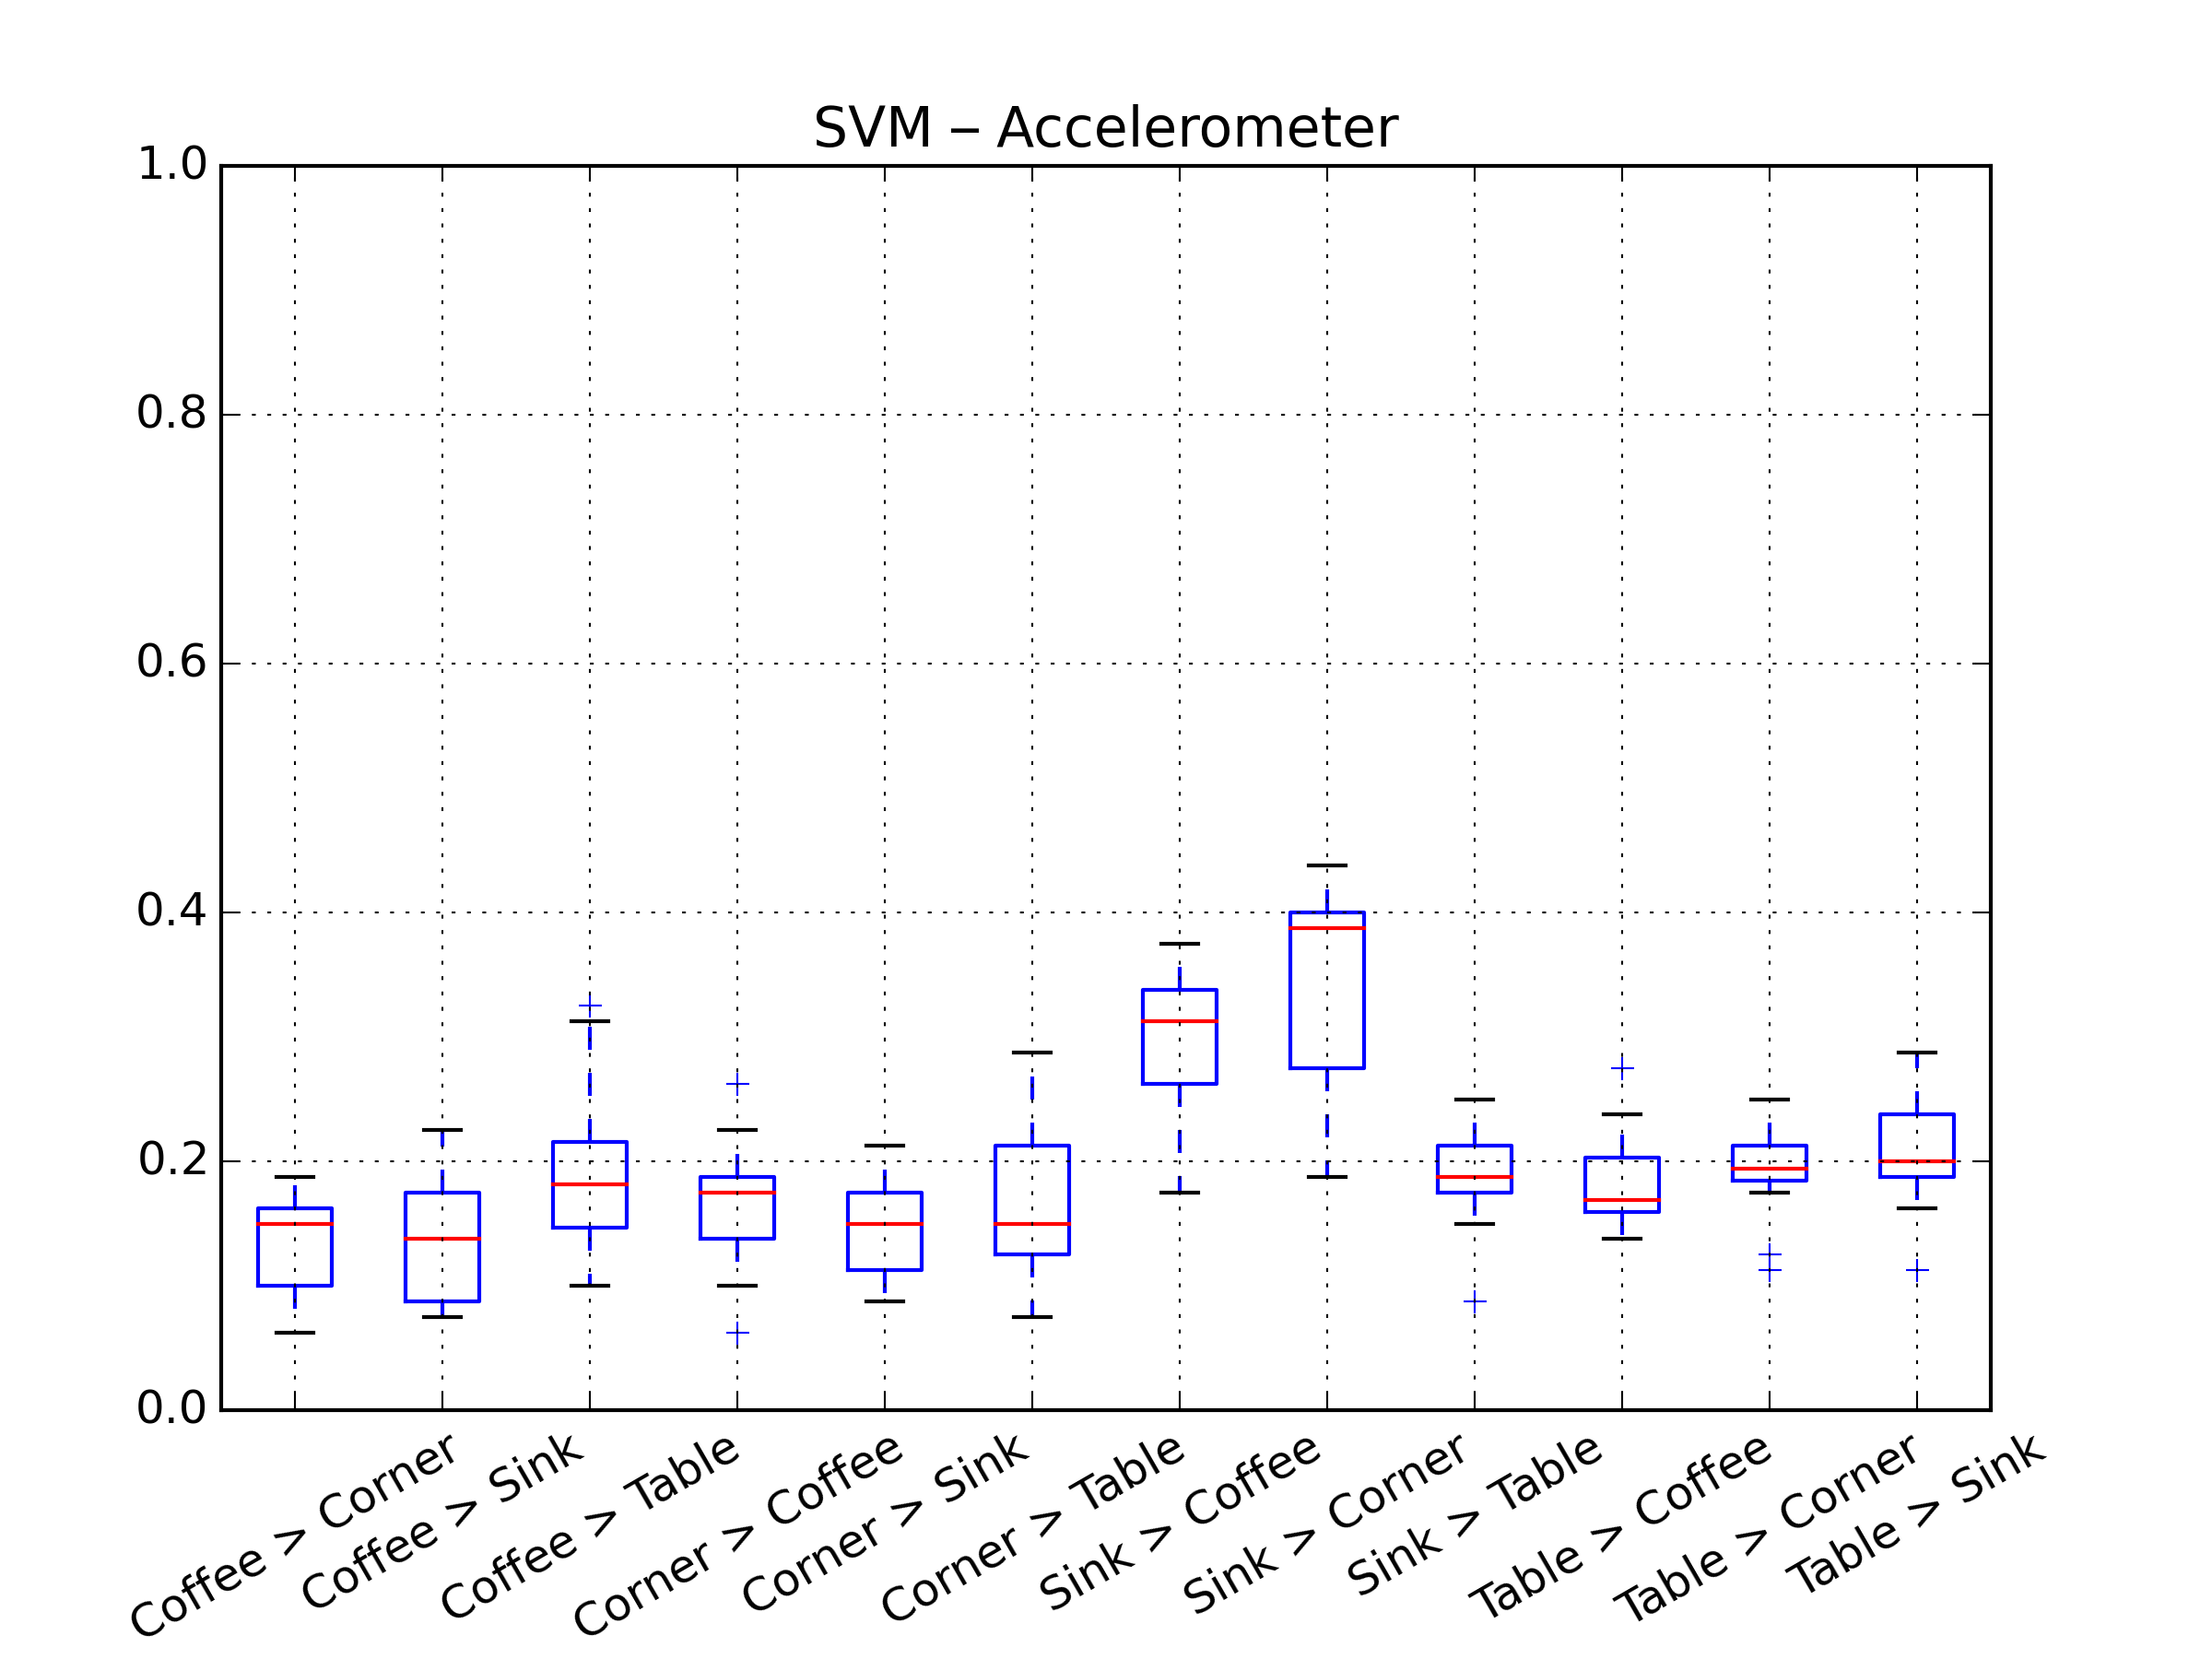 SVM – Accelerometer
1.0
0.8
0.6
0.4
0.2
0.0
Coffee > Corner
Coffee > Sink
Coffee > Table
Corner > Coffee
Corner > Sink
Corner > Table
Sink > Coffee
Sink > Corner
Sink > Table
Table > Coffee
Table > Corner
Table > Sink